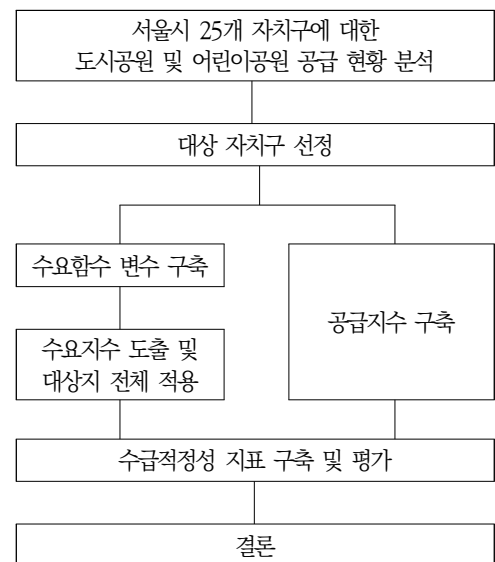 서울시 25개 자치구에 대한
도시공원 및 어린이공원 공급 현황 분석
대상 자치구 선정
수요함수 변수 구축
수요지수 도출 및
대상지 전체 적용
공급지수 구축
수급적정성 지표 구축 및 평가
결론